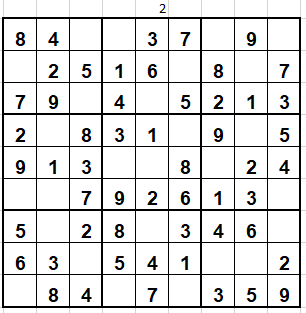 2
8 4 3 7 9
2 5 1 6 8 7
7 9 4 5 2 1 3
2 8 3 1 9 5
9 1 3 8 2 4
7 9 2 6 1 3
5 2 8 3 4 6
6 3 5 4 1 2
8 4 7 3 5 9